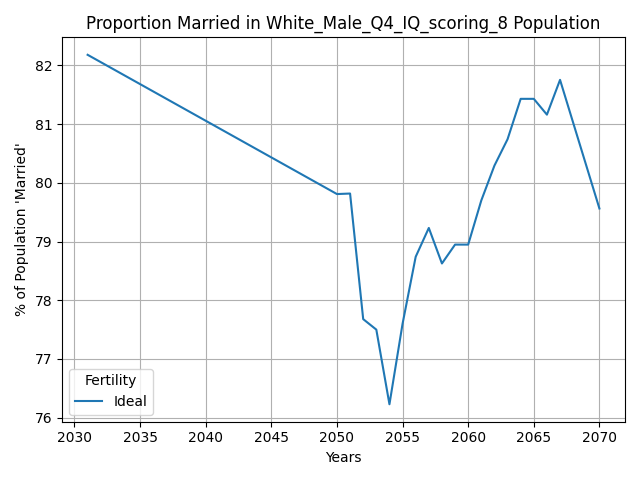 Proportion Married in White_Male_Q4_IQ_scoring_8 Population
82
81
80
79
78
77
76
% of Population 'Married'
Fertility
Ideal
2030 2035 2040 2045 2050 2055 2060 2065 2070
Years